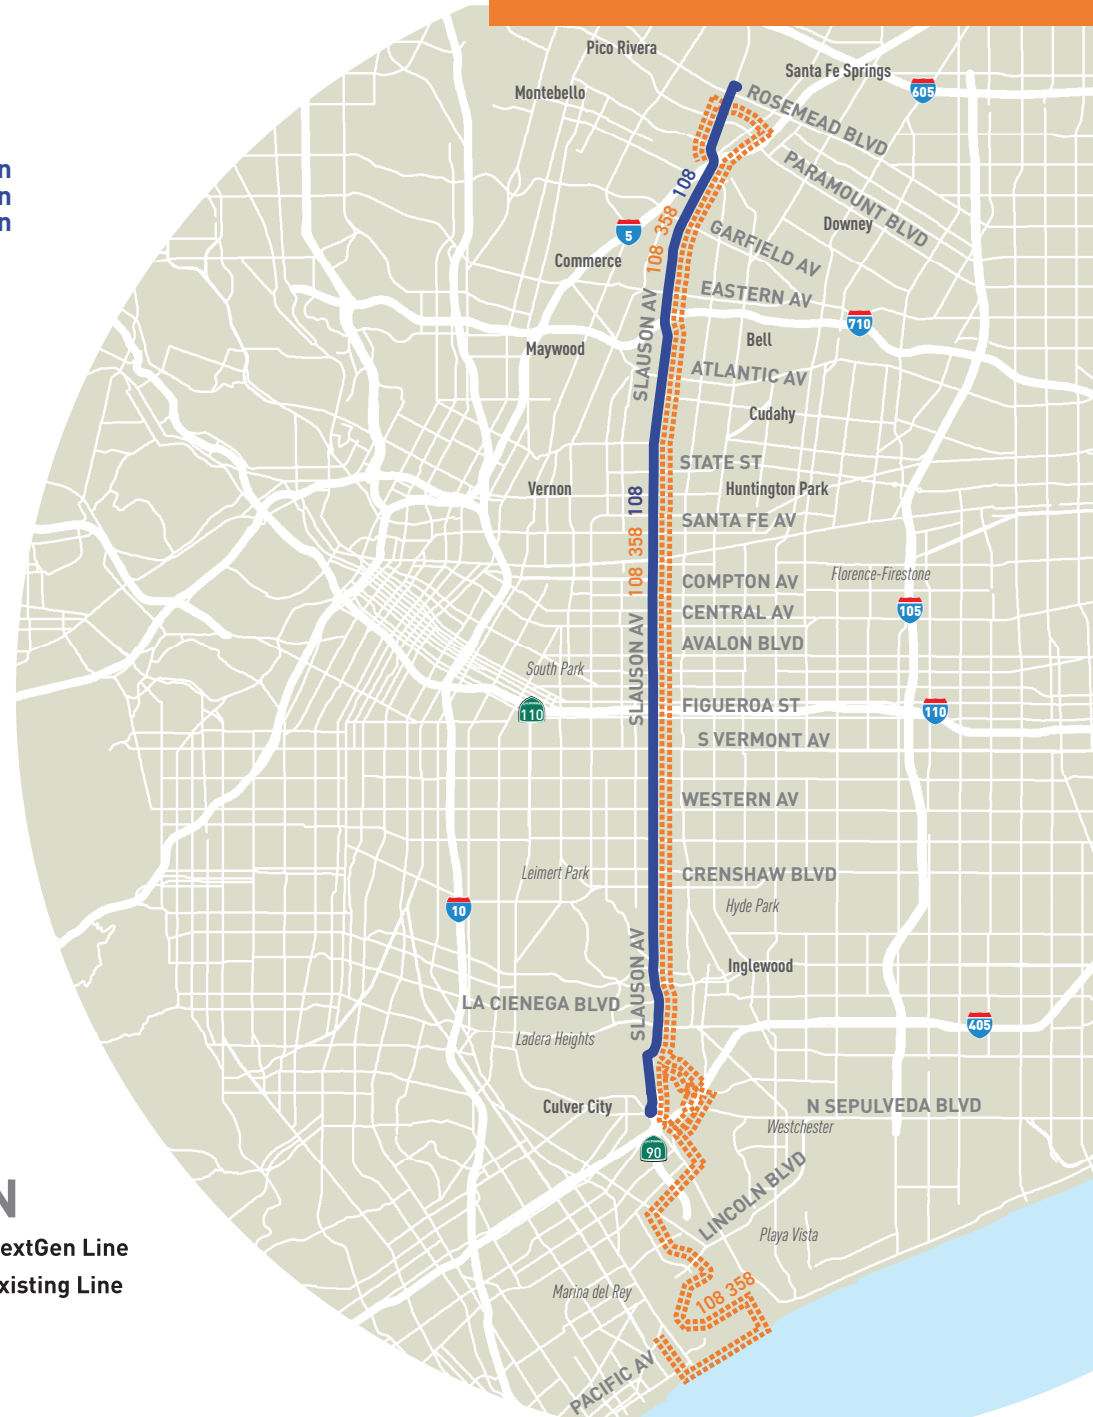 Pico Rivera
Santa Fe Springs
605
Montebello
ROSEMEAD BLVD
PARAMOUNT BLVD
108
108 358
Downey
5
GARFIELD AV
Commerce
EASTERN AV
SLAUSON AV
710
Bell
Maywood
ATLANTIC AV
Cudahy
STATE ST
Vernon
Huntington Park
108 358 108
SANTA FE AV
Florence-Firestone
COMPTON AV
105
CENTRAL AV
AVALON BLVD
SLAUSON AV
South Park
CALIFORNIA
110
FIGUEROA ST
110
S VERMONT AV
WESTERN AV
Leimert Park
CRENSHAW BLVD
Hyde Park
10
SLAUSON AV
Inglewood
LA CIENEGA BLVD
405
Ladera Heights
Culver City
N SEPULVEDA BLVD
Westchester
CALIFORNIA
90
LINCOLN BLVD
Playa Vista
108 358
Marina del Rey
PACIFIC AV
n
n
n
N
extGen Line
xisting Line